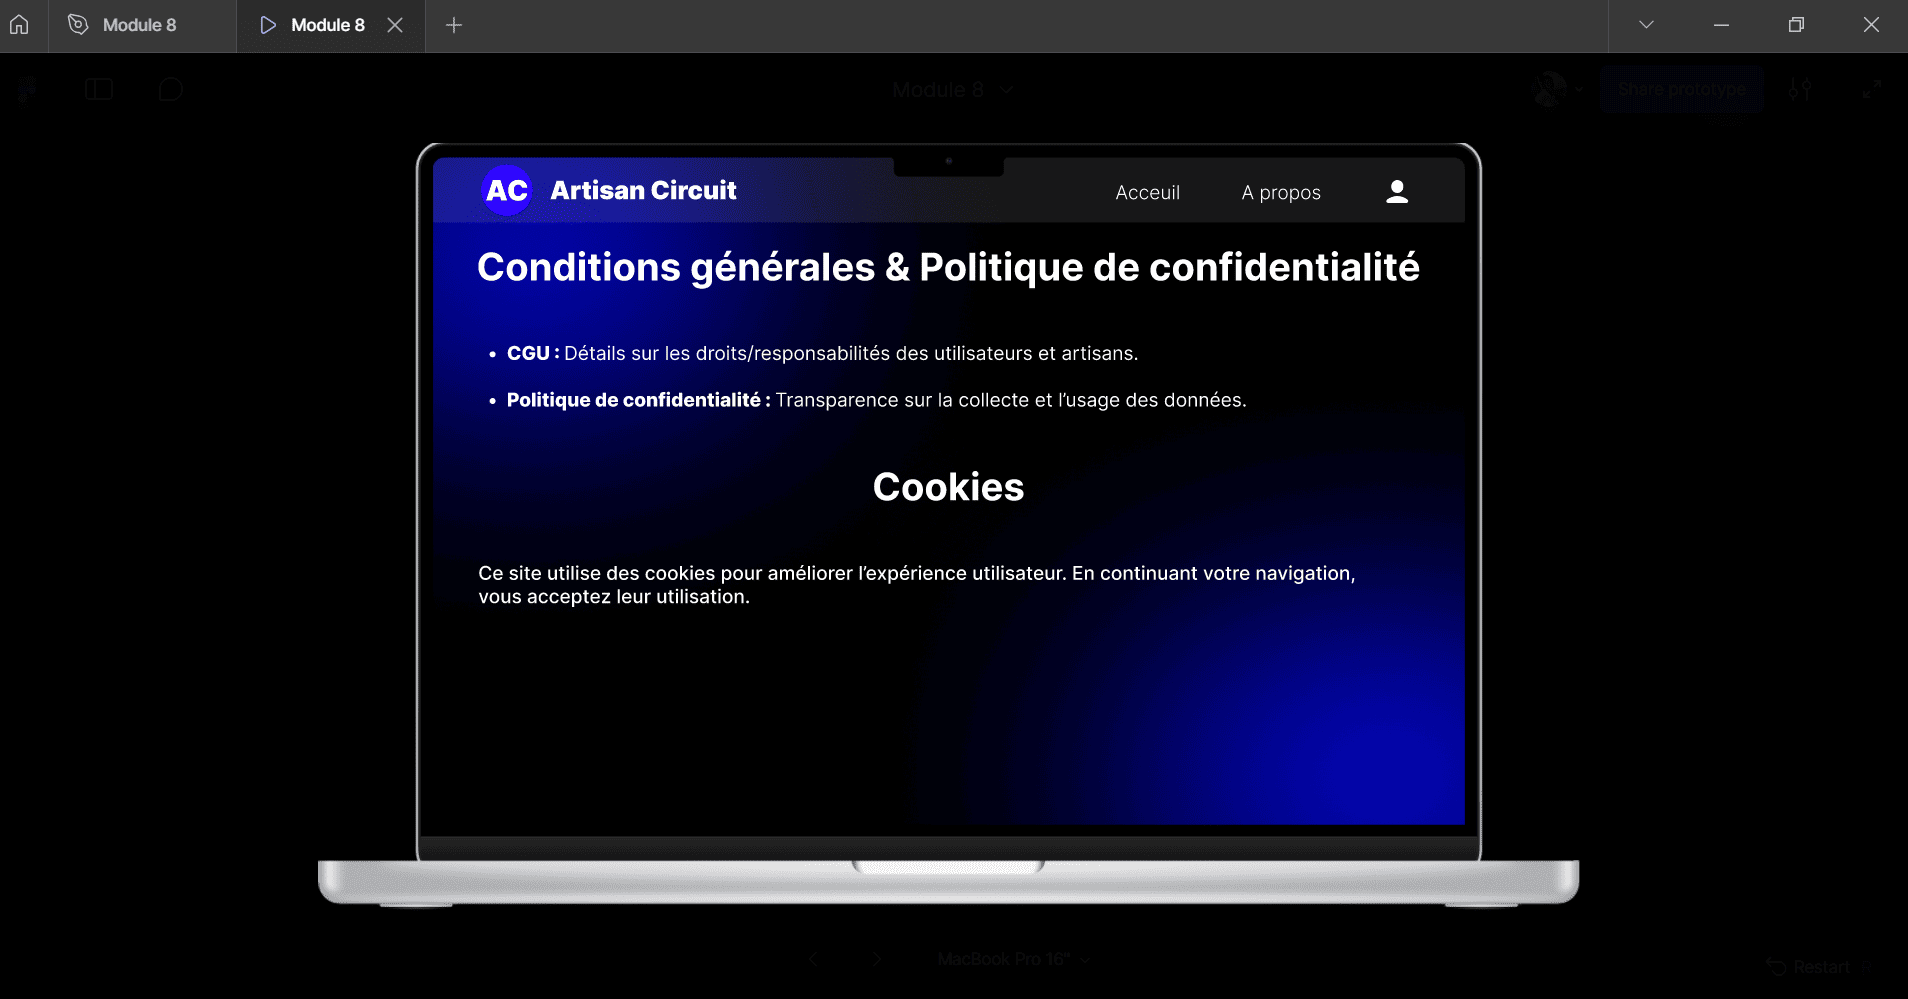 Module 8
Module 8
Module 8
Share prototype
AC Artisan Circuit
Acceuil
A propos
Conditions générales & Politique de confidentialité
• CGU : Détails sur les droits/responsabilités des utilisateurs et artisans.
• Politique de confidentialité : Transparence sur la collecte et l’usage des données.
Cookies
Ce site utilise des cookies pour améliorer l’expérience utilisateur. En continuant votre navigation,
vous acceptez leur utilisation.
MacBook Pro 16"
Restart